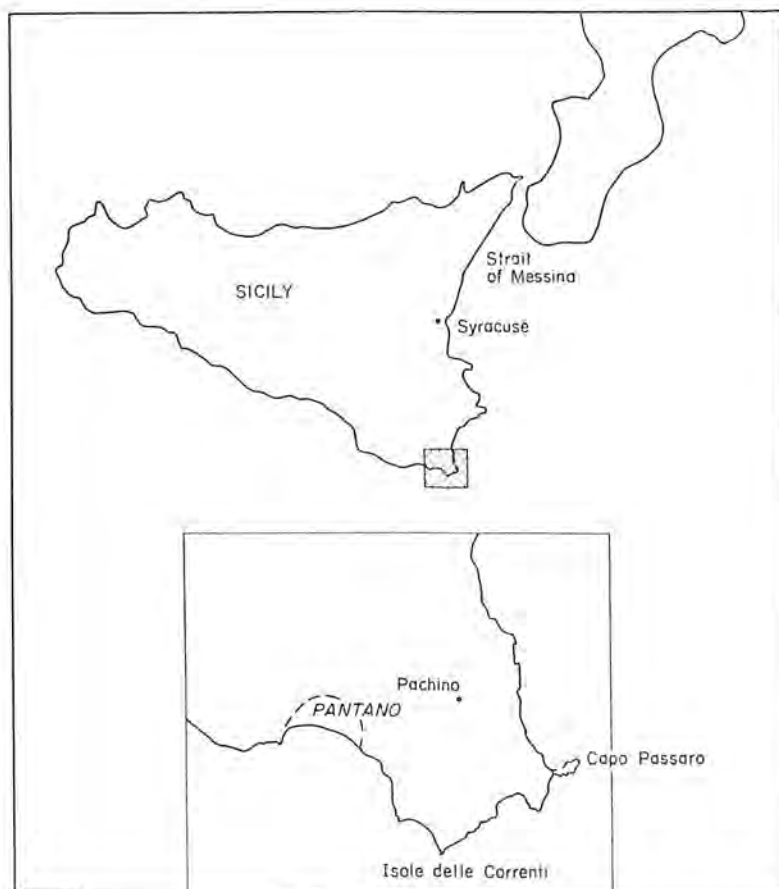 Strait
of Messina
SICILY
Syracuse
Pachino
PANTANO
Capo Passaro
Isole delle Correnti